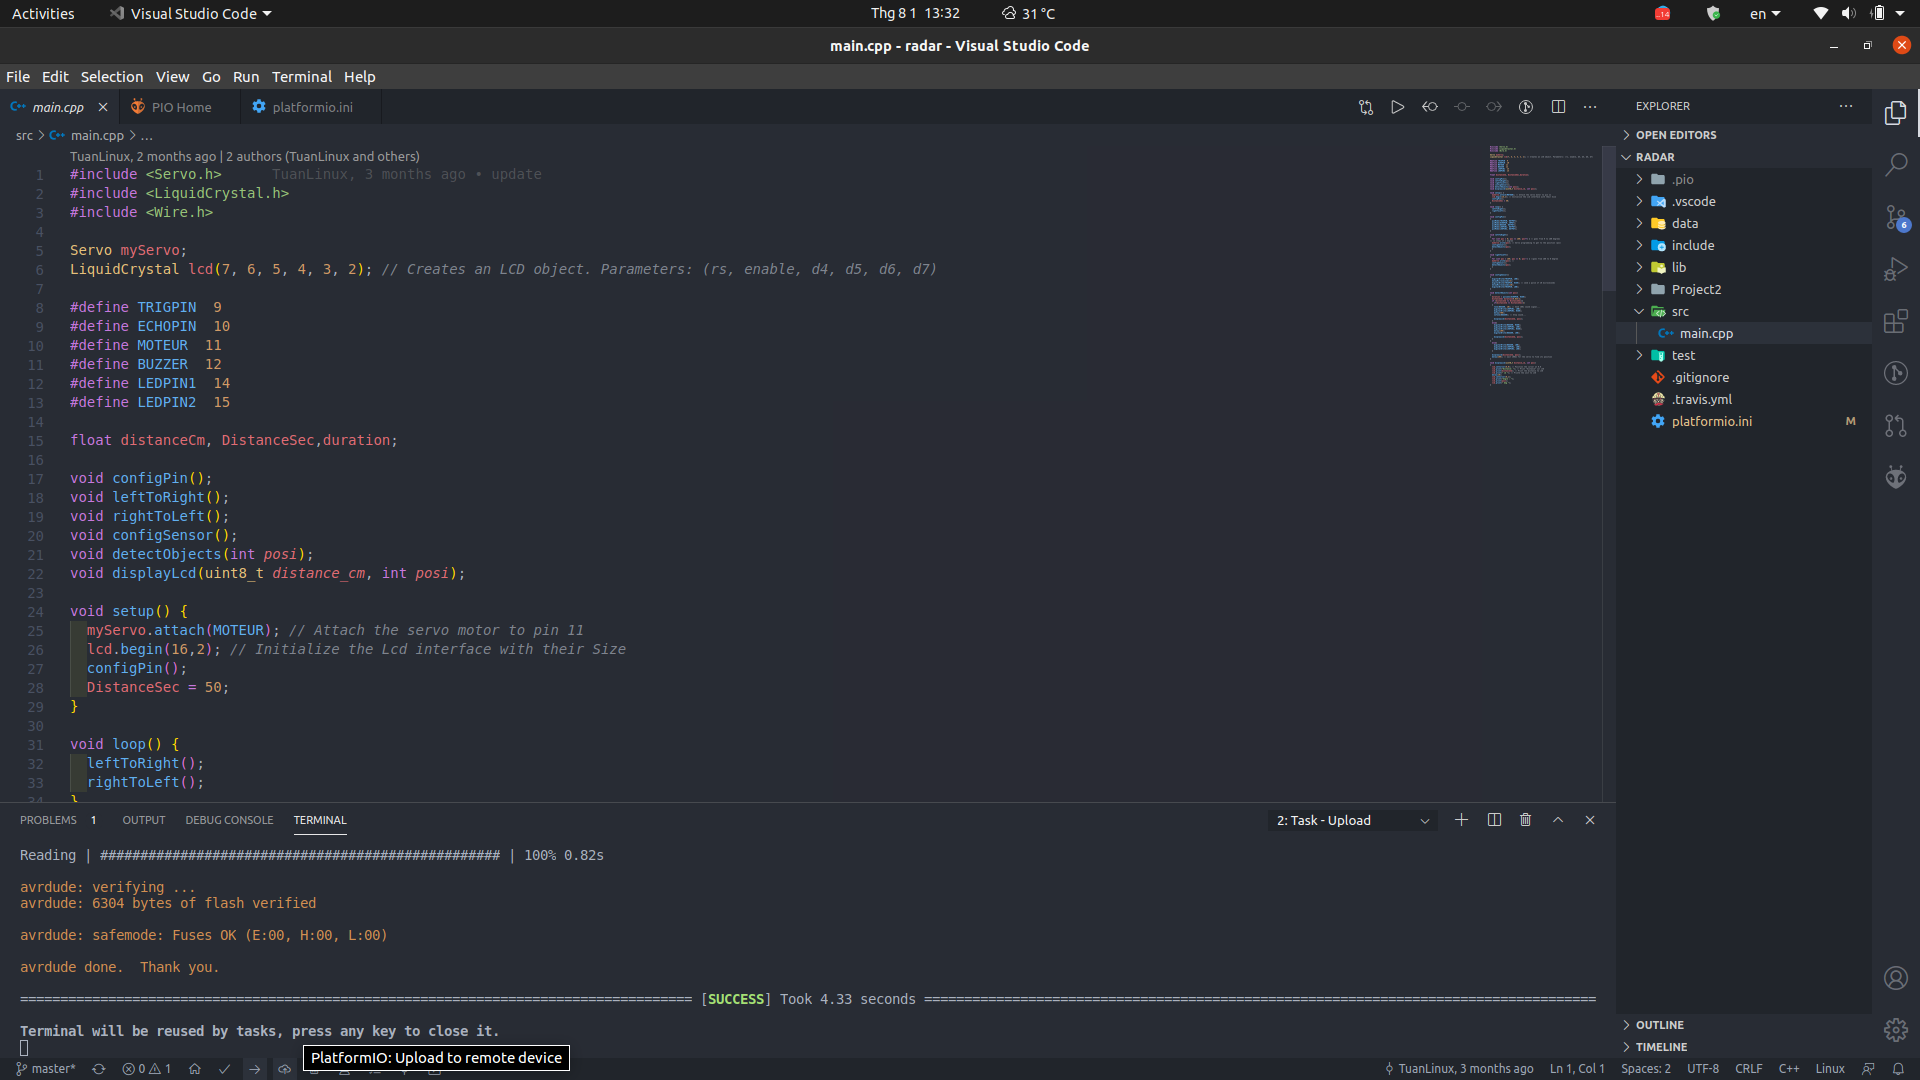 Activities
Visual Studio Code
Thg 8 1 13:32
31 °C
en
main.cpp - radar - Visual Studio Code
File Edit Selection View Go Run Terminal Help
main.cpp
PIO Home
platformio.ini
src > main.cpp > ...
TuanLinux, 2 months ago | 2 authors (TuanLinux and others)
1 #include <Servo.h> TuanLinux, 3 months ago • update
2 #include <LiquidCrystal.h>
3 #include <Wire.h>
4
5 Servo myServo;
6 LiquidCrystal lcd(7, 6, 5, 4, 3, 2); // Creates an LCD object. Parameters: (rs, enable, d4, d5, d6, d7)
7
8 #define TRIGPIN 9
9 #define ECHOPIN 10
10 #define MOTEUR 11
11 #define BUZZER 12
12 #define LEDPIN1 14
13 #define LEDPIN2 15
14
15 float distanceCm, DistanceSec,duration;
16
17 void configPin();
18 void leftToRight();
19 void rightToLeft();
20 void configSensor();
21 void detectObjects(int posi);
22 void displayLcd(uint8_t distance_cm, int posi);
23
24 void setup() {
25 myServo.attach(MOTEUR); // Attach the servo motor to pin 11
26 lcd.begin(16,2); // Initialize the Lcd interface with their Size
27 configPin();
28 DistanceSec = 50;
29 }
30
31 void loop() {
32 leftToRight();
33 rightToLeft();
34 }
EXPLORER
OPEN EDITORS
RADAR
.pio
.vscode
data
include
lib
Project2
src
main.cpp
test
.gitignore
.travis.yml
platformio.ini M
OUTLINE
TIMELINE
6
PROBLEMS 1 OUTPUT DEBUG CONSOLE TERMINAL
2: Task - Upload
Reading | ################################################## | 100% 0.82s
avrdude: verifying ...
avrdude: 6304 bytes of flash verified
avrdude: safemode: Fuses OK (E:00, H:00, L:00)
avrdude done. Thank you.
==================================================================================== [SUCCESS] Took 4.33 seconds ====================================================================================
Terminal will be reused by tasks, press any key to close it.
PlatformIO: Upload to remote device
master* 0 1
TuanLinux, 3 months ago Ln 1, Col 1 Spaces: 2 UTF-8 CRLF C++ Linux